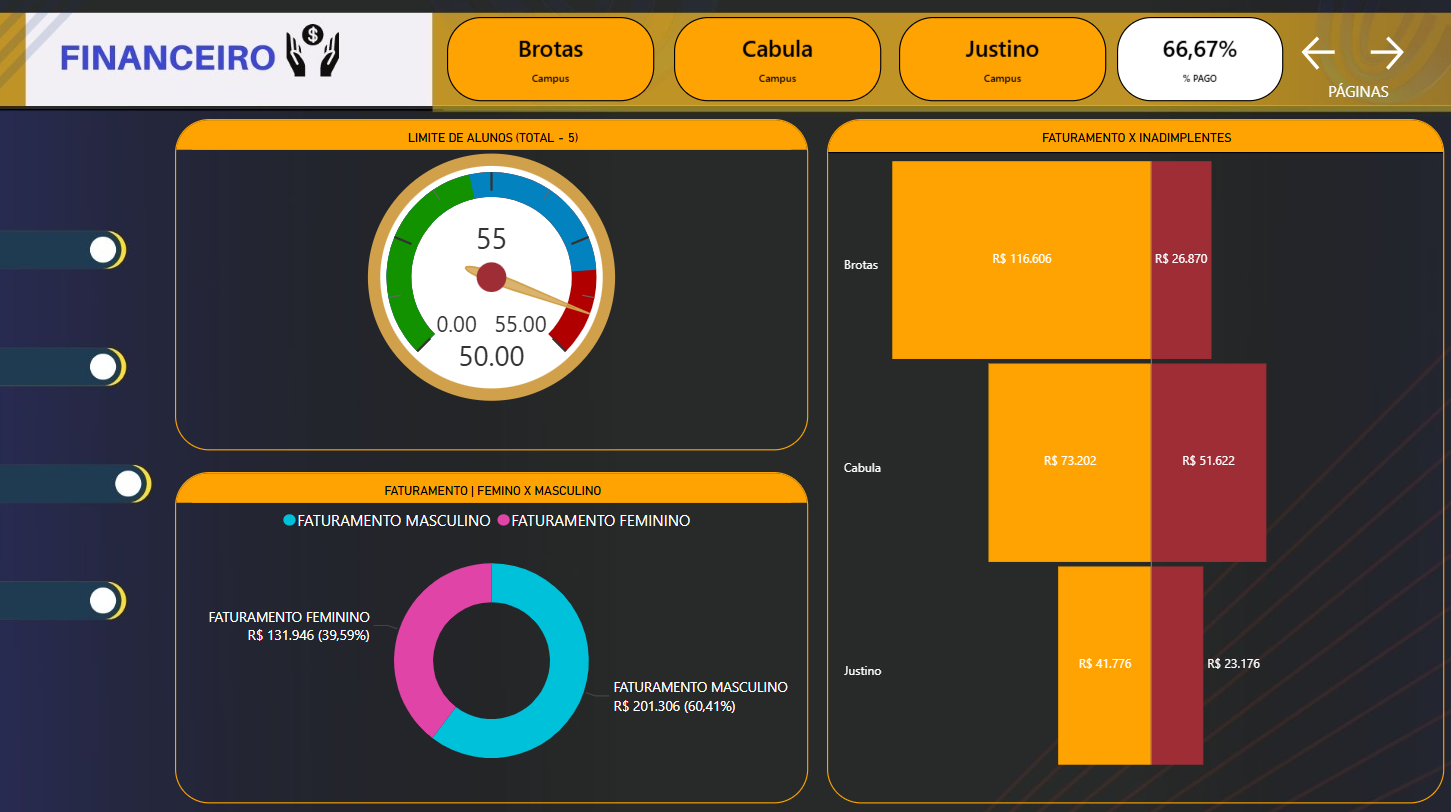 FINANCEIRO
$
Brotas
Campus
Cabula
Campus
Justino
Campus
66,67%
% PAGO
PÁGINAS
LIMITE DE ALUNOS (TOTAL - 5)
55
0.00 55.00
50.00
FATURAMENTO | FEMINO X MASCULINO
FATURAMENTO MASCULINO FATURAMENTO FEMININO
FATURAMENTO FEMININO
R$ 131.946 (39,59%)
FATURAMENTO MASCULINO
R$ 201.306 (60,41%)
FATURAMENTO X INADIMPLENTES
Brotas R$ 116.606 R$ 26.870
Cabula R$ 73.202 R$ 51.622
Justino R$ 41.776 R$ 23.176